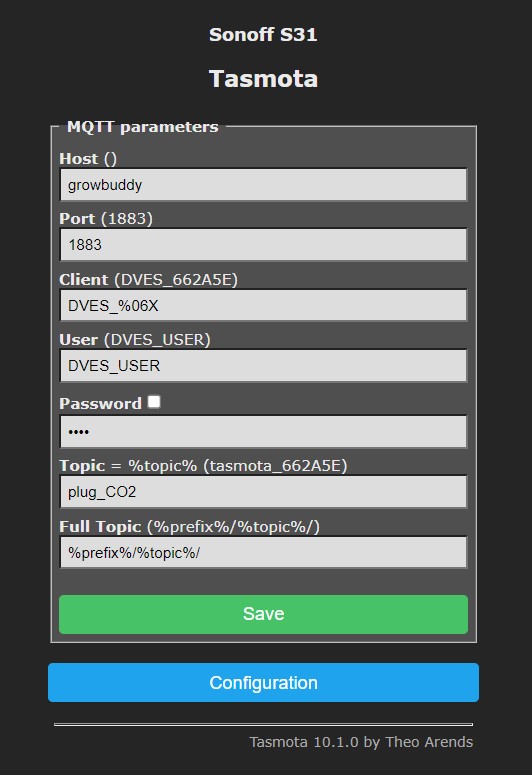 Sonoff S31
Tasmota
MQTT parameters
Host ()
growbuddy
Port (1883)
1883
Client (DVES_662A5E)
DVES_%06X
User (DVES_USER)
DVES_USER
Password
••••
Topic = %topic% (tasmota_662A5E)
plug_CO2
Full Topic (%prefix%/%topic%/)
%prefix%/%topic%/
Save
Configuration
Tasmota 10.1.0 by Theo Arends